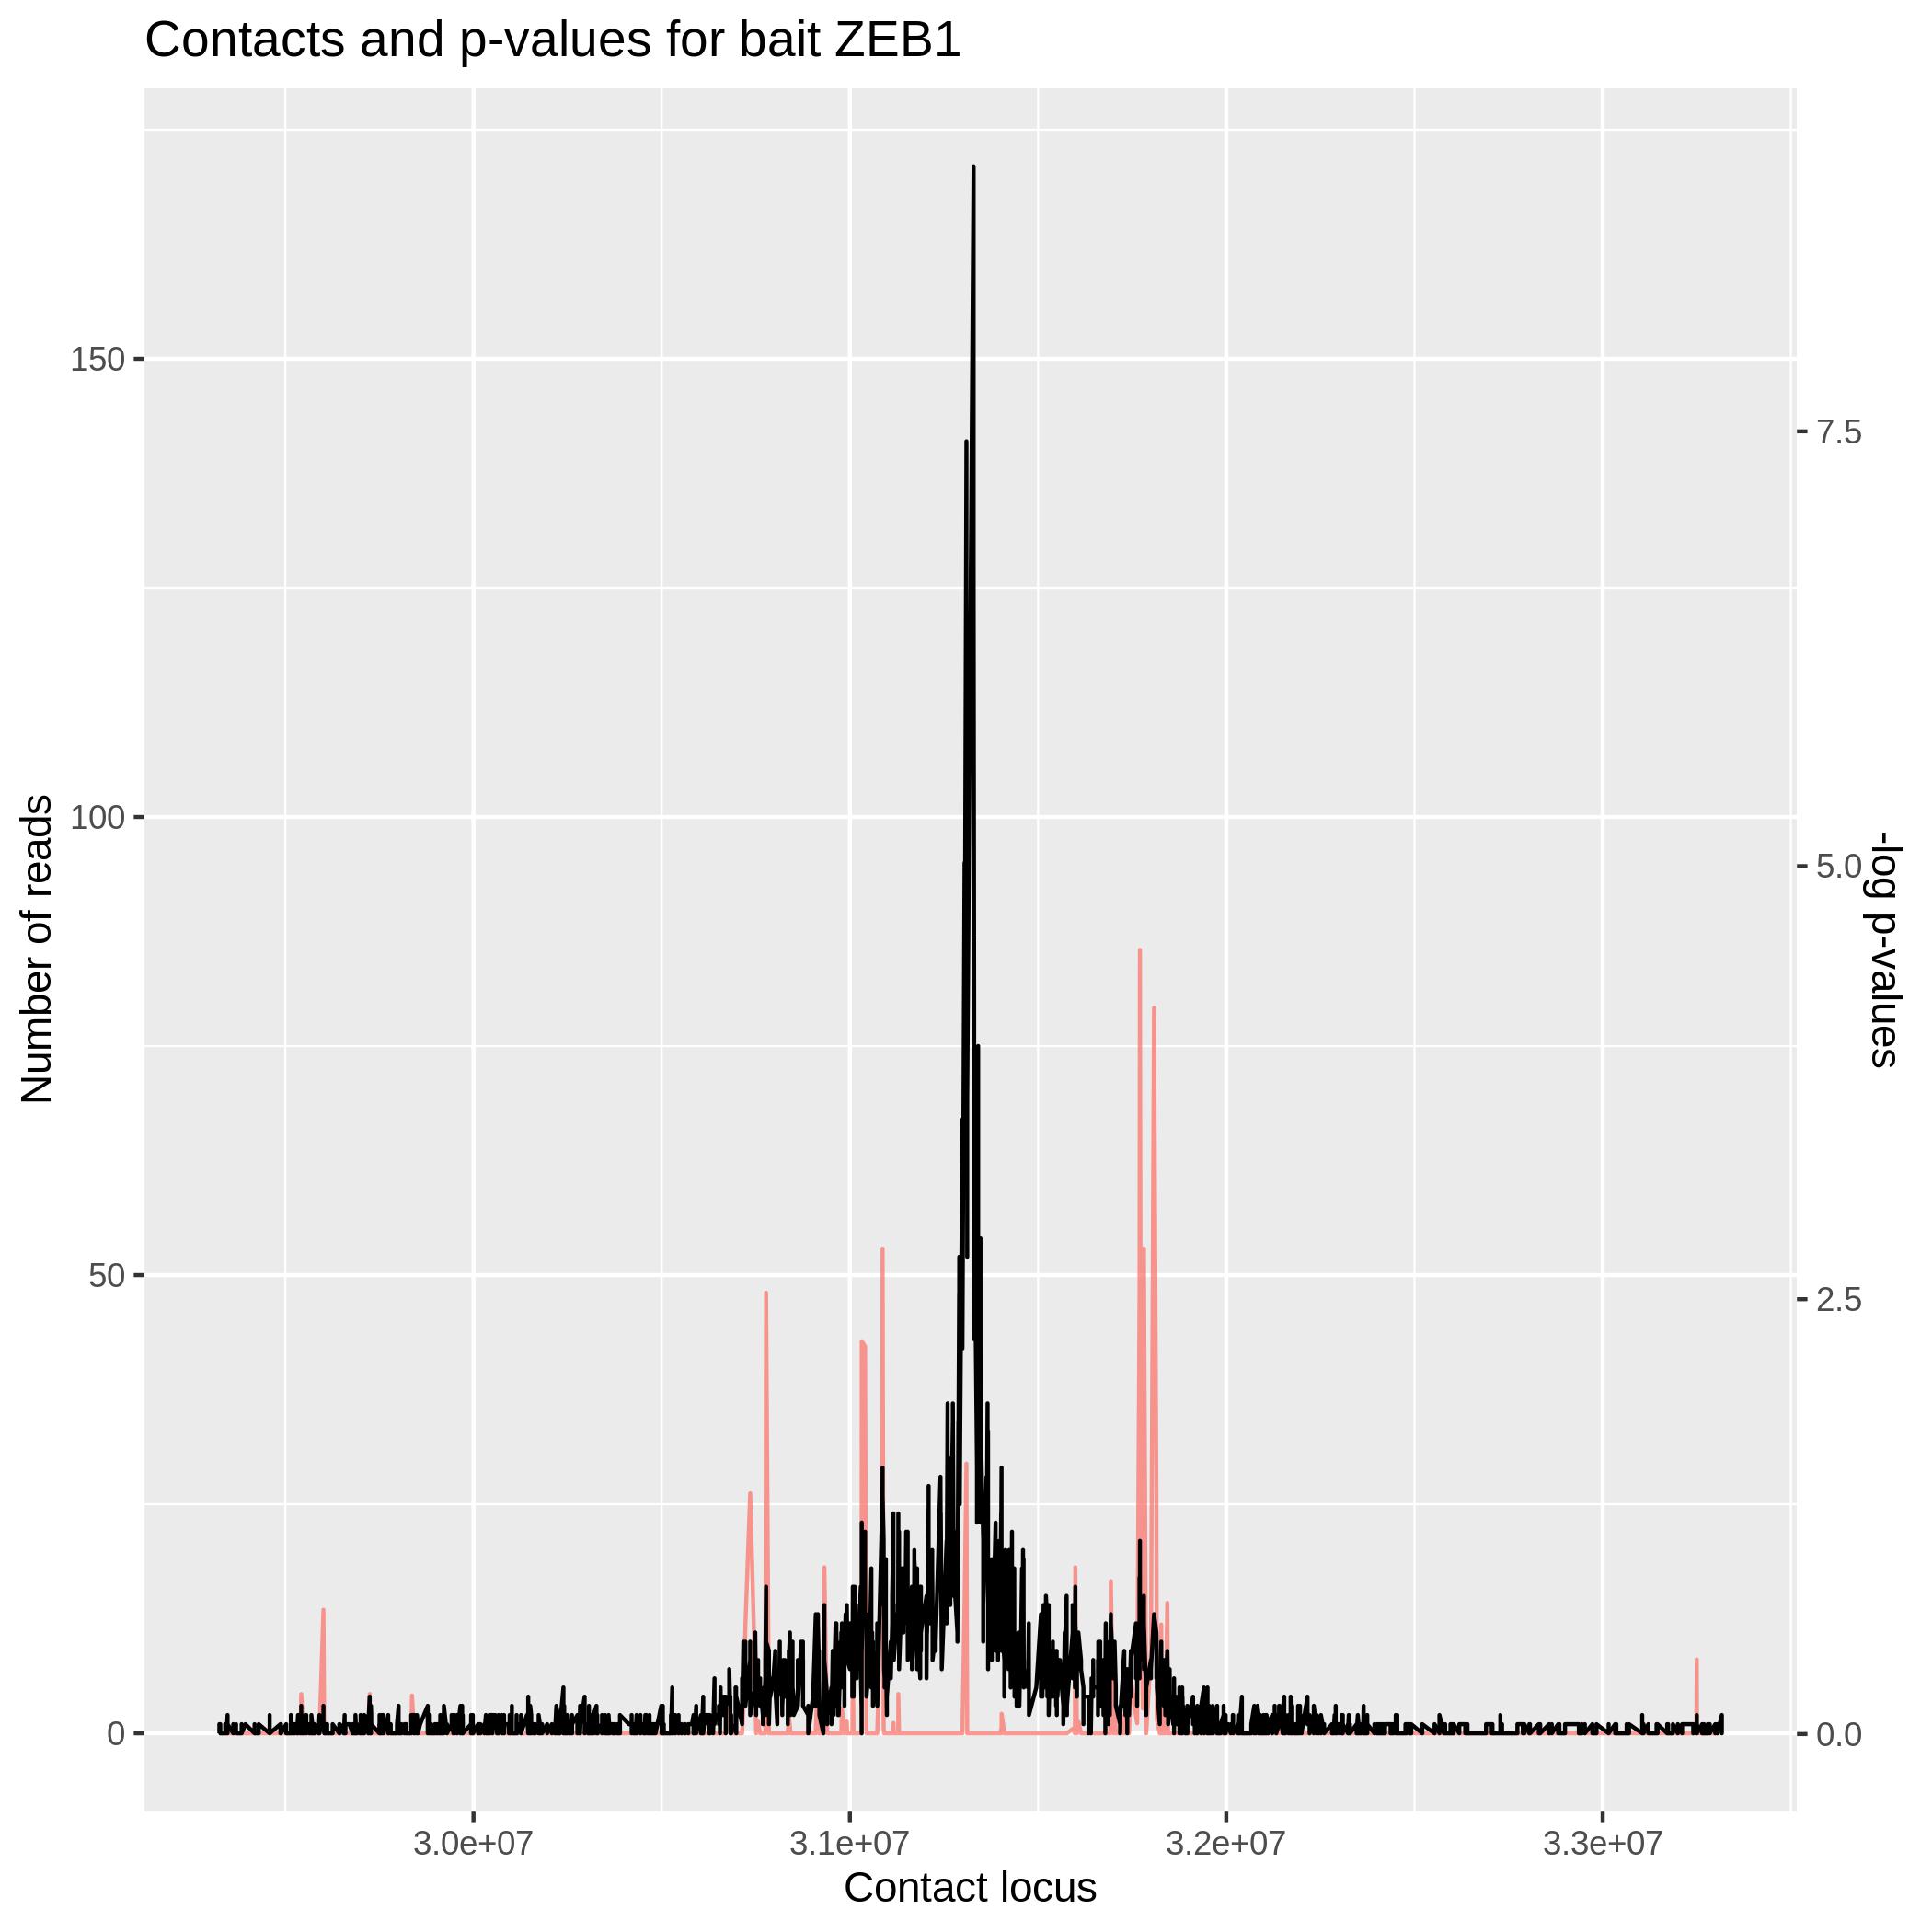 Contacts and p-values for bait ZEB1
Number of reads
150
100
50
0
7.5
5.0
2.5
0.0
-log p-values
3.0e+07
3.1e+07
3.2e+07
3.3e+07
Contact locus